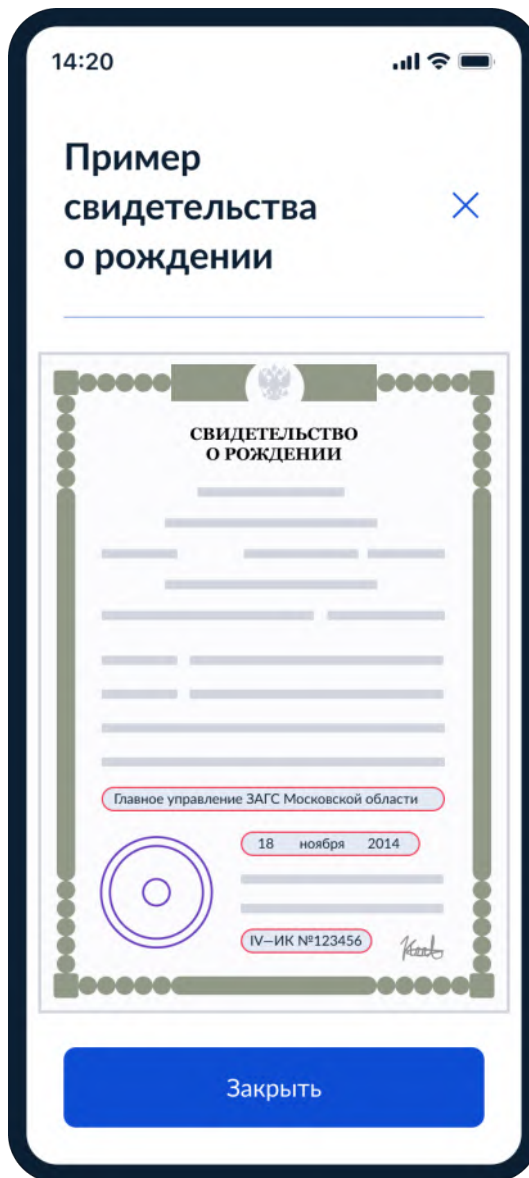 14:20
Пример
свидетельства
о рождении
СВИДЕТЕЛЬСТВО
О РОЖДЕНИИ
Главное управление ЗАГС Московской области
18 ноября 2014
IV–ИК №123456
Закрыть